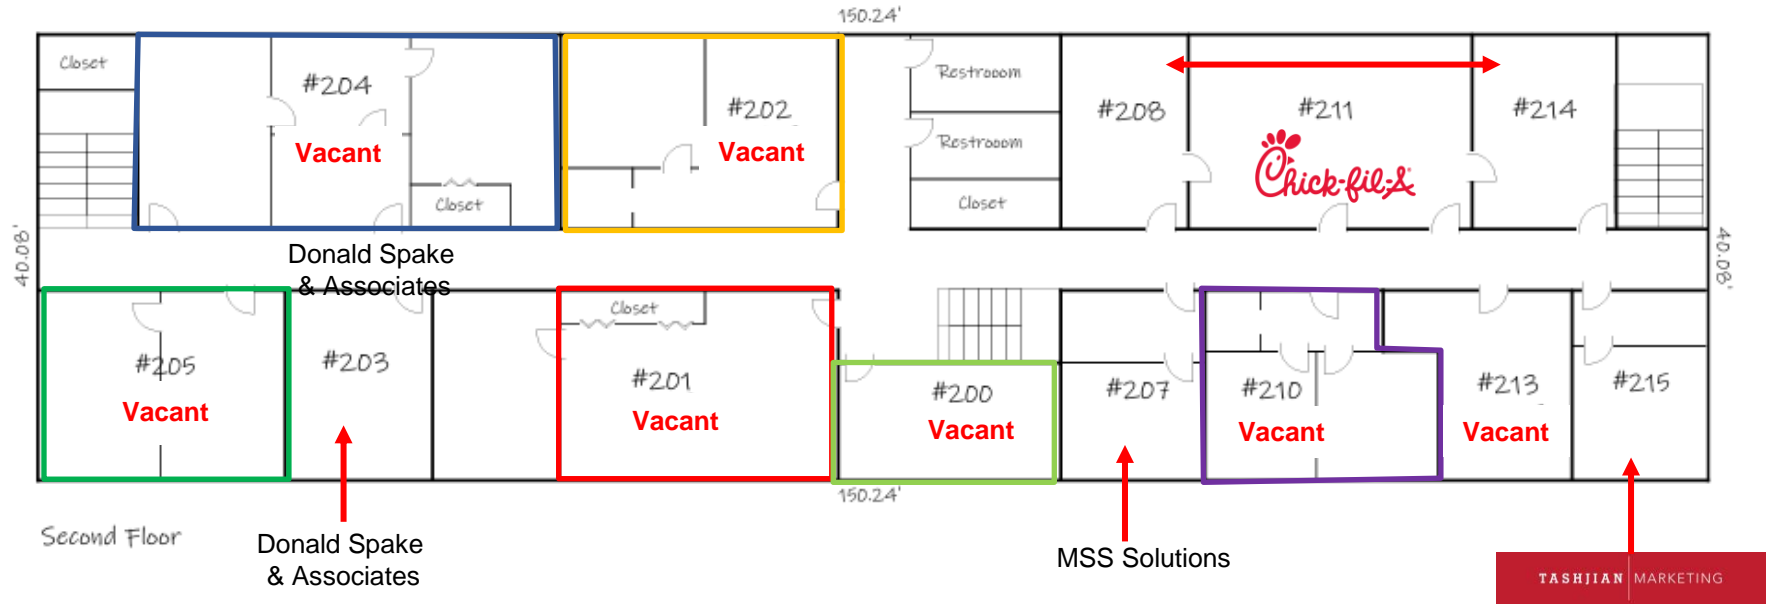 150.24'
Closet
#204
Vacant
Closet
#202
Vacant
Restrooom
Restrooom
Closet
#208
#211
Chick-fil-A
#214
40.08'
40.08'
Donald Spake
& Associates
#205
Vacant
#203
Closet
#201
Vacant
#200
Vacant
#207
#210
Vacant
#213
Vacant
#215
150.24'
Second Floor
Donald Spake
& Associates
MSS Solutions
TASHJIAN MARKETING